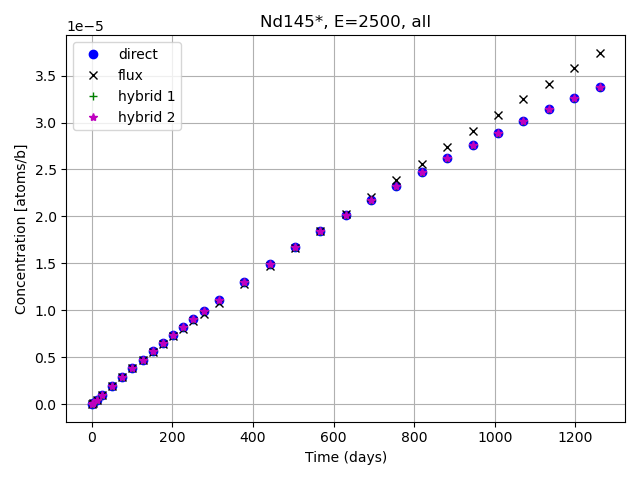 Nd145*, E=2500, all
1e−5
direct
flux
hybrid 1
hybrid 2
3.5
3.0
2.5
2.0
1.5
1.0
0.5
0.0
Concentration [atoms/b]
0 200 400 600 800 1000 1200
Time (days)